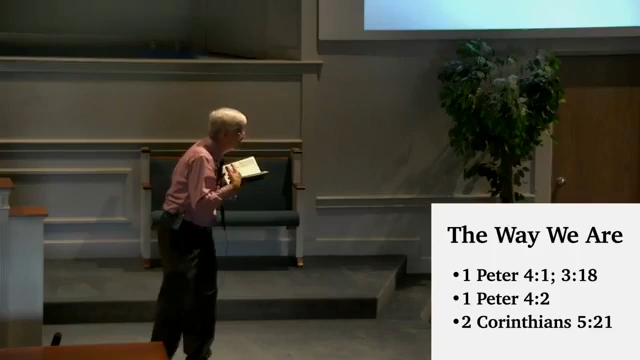 The Way We Are
•1 Peter 4:1; 3:18
•1 Peter 4:2
•2 Corinthians 5:21